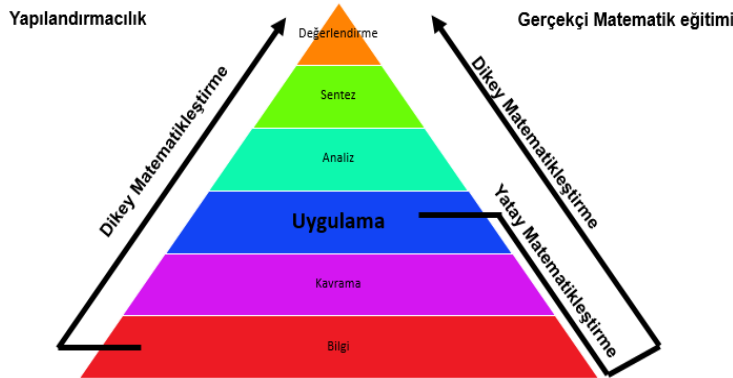 Yapılandırmacılık
Gerçekçi Matematik eğitimi
Değerlendirme
Sentez
Analiz
Uygulama
Kavrama
Bilgi
Dikey Matematikleştirme
Dikey Matematikleştirme
Yatay Matematikleştirme